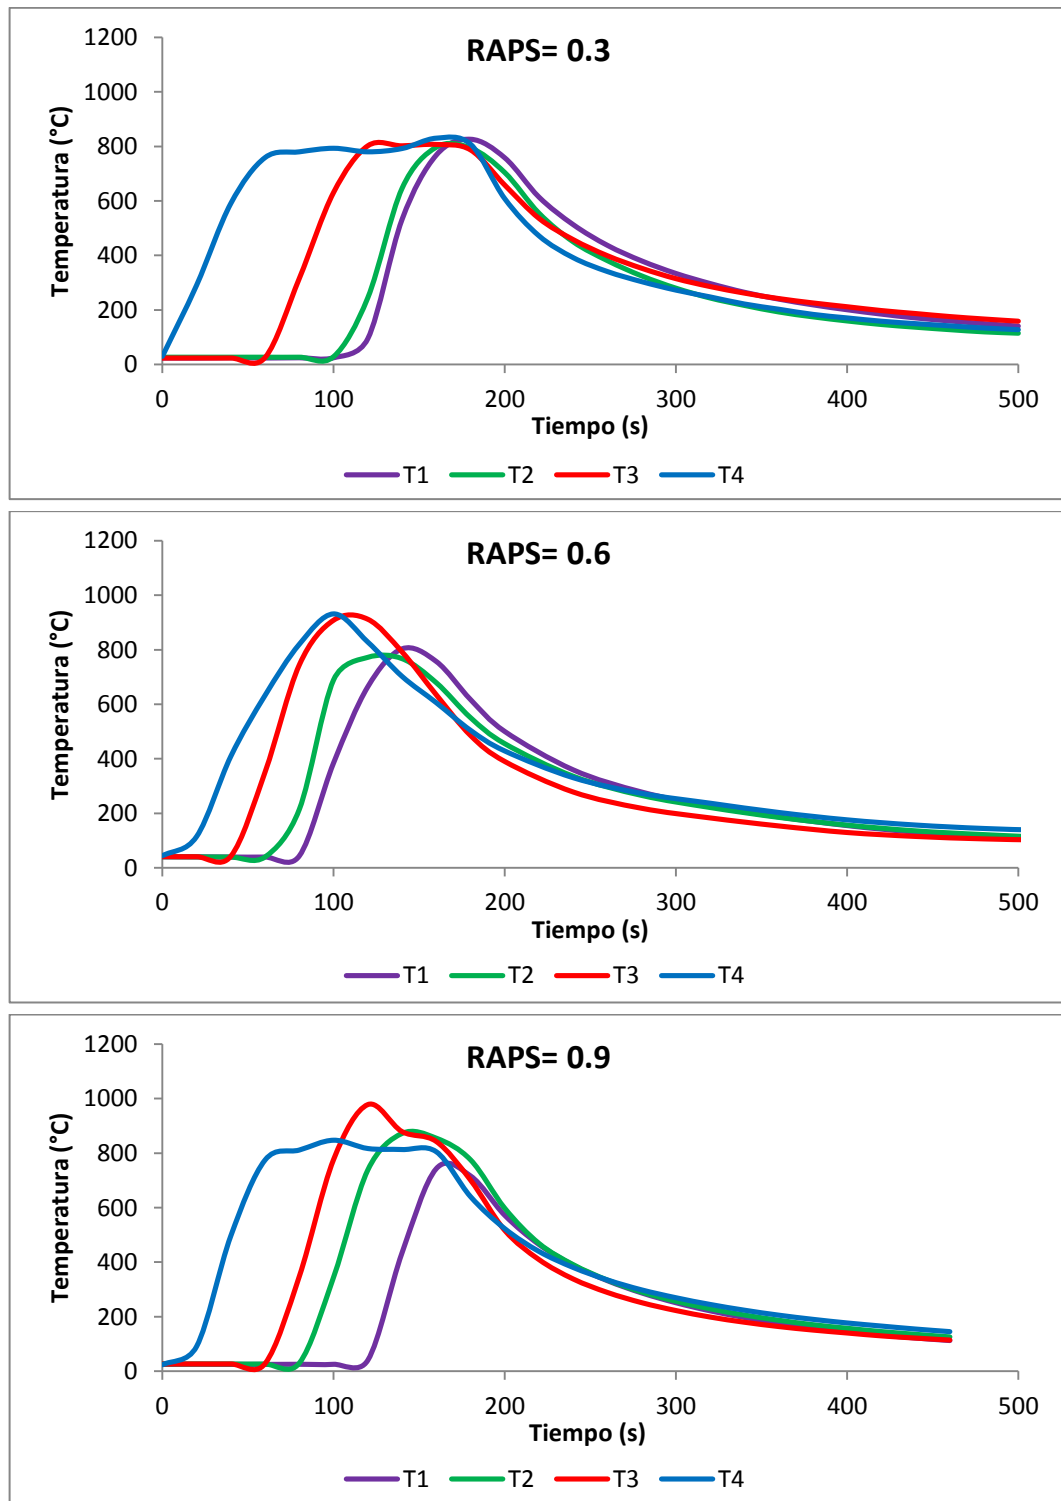 RAPS= 0.3
Temperatura (°C)
1200
1000
800
600
400
200
0
0 100 200 300 400 500
Tiempo (s)
T1 T2 T3 T4
RAPS= 0.6
Temperatura (°C)
1200
1000
800
600
400
200
0
0 100 200 300 400 500
Tiempo (s)
T1 T2 T3 T4
RAPS= 0.9
Temperatura (°C)
1200
1000
800
600
400
200
0
0 100 200 300 400 500
Tiempo (s)
T1 T2 T3 T4